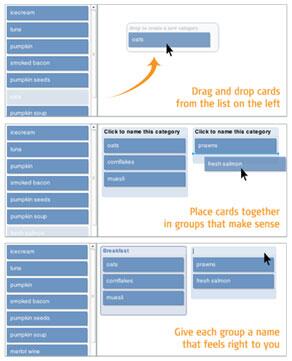 icecream
tuna
pumpkin
smoked bacon
pumpkin seeds
oats
pumpkin soup
drop to create a new category
oats
Drag and drop cards
from the list on the left
icecream
tuna
pumpkin
smoked bacon
pumpkin seeds
pumpkin soup
fresh salmon
Click to name this category
oats
cornflakes
muesli
Click to name this category
prawns
fresh salmon
Place cards together
in groups that make sense
icecream
tuna
pumpkin
smoked bacon
pumpkin seeds
pumpkin soup
merlot wine
Breakfast
oats
cornflakes
muesli
prawns
fresh salmon
Give each group a name
that feels right to you